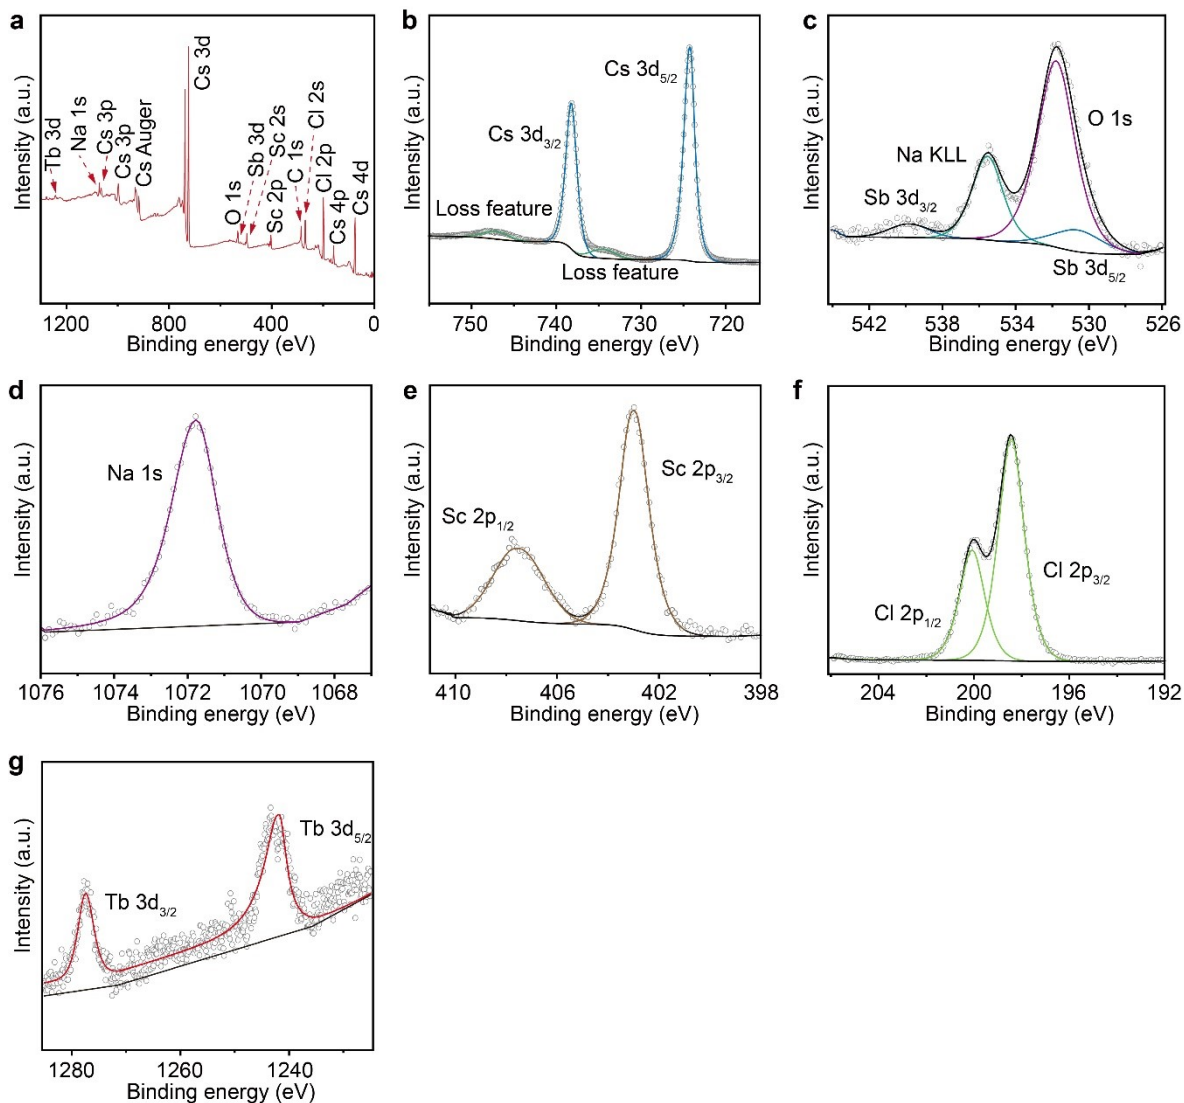 a
Intensity (a.u.)
Tb 3d
Na 1s
Cs 3p
Cs 3p
Cs Auger
Cs 3d
O 1s
Sb 3d
Sc 2s
Sc 2p
C 1s
Cl 2s
Cl 2p
Cs 4p
Cs 4d
1200 800 400 0
Binding energy (eV)
b
Intensity (a.u.)
Cs 3d5/2
Cs 3d3/2
Loss feature
Loss feature
750 740 730 720
Binding energy (eV)
c
Intensity (a.u.)
O 1s
Na KLL
Sb 3d3/2
Sb 3d5/2
542 538 534 530 526
Binding energy (eV)
d
Intensity (a.u.)
Na 1s
1076 1074 1072 1070 1068
Binding energy (eV)
e
Intensity (a.u.)
Sc 2p3/2
Sc 2p1/2
410 406 402 398
Binding energy (eV)
f
Intensity (a.u.)
Cl 2p3/2
Cl 2p1/2
204 200 196 192
Binding energy (eV)
g
Intensity (a.u.)
Tb 3d5/2
Tb 3d3/2
1280 1260 1240
Binding energy (eV)